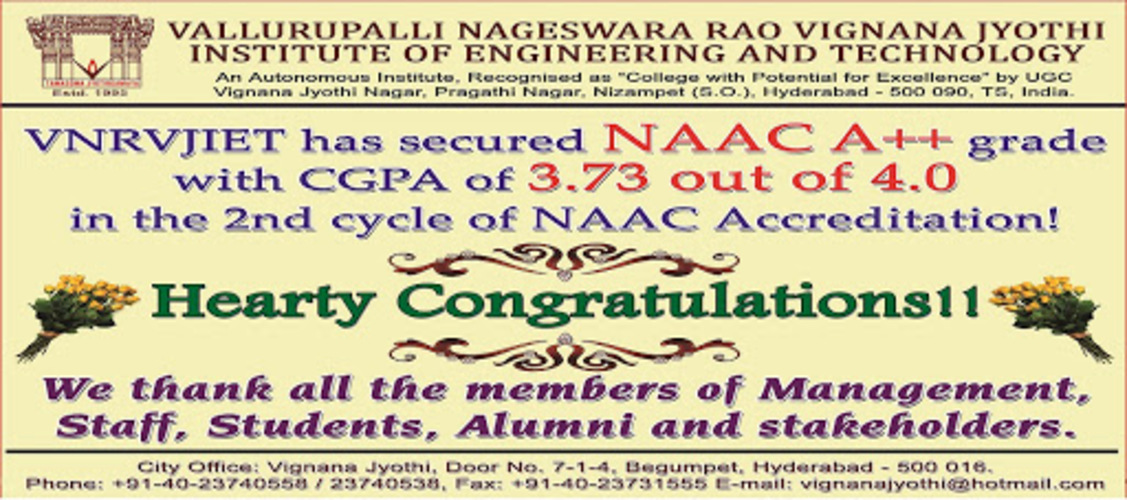 VALLURUPALLI NAGESWARA RAO VIGNANA JYOTHI
INSTITUTE OF ENGINEERING AND TECHNOLOGY
An Autonomous Institute, Recognised as "College with Potential for Excellence" by UGC
Vignana Jyothi Nagar, Pragathi Nagar, Nizampet (S.O.), Hyderabad - 500 090, TS, India.
Estd. 1995
VNRVJIET has secured NAAC A++ grade
with CGPA of 3.73 out of 4.0
in the 2nd cycle of NAAC Accreditation!
Hearty Congratulations!!
We thank all the members of Management,
Staff, Students, Alumni and stakeholders.
City Office: Vignana Jyothi, Door No. 7-1-4, Begumpet, Hyderabad - 500 016.
Phone: +91-40-23740558 / 23740538, Fax: +91-40-23731555 E-mail: vignanajyothi@hotmail.com